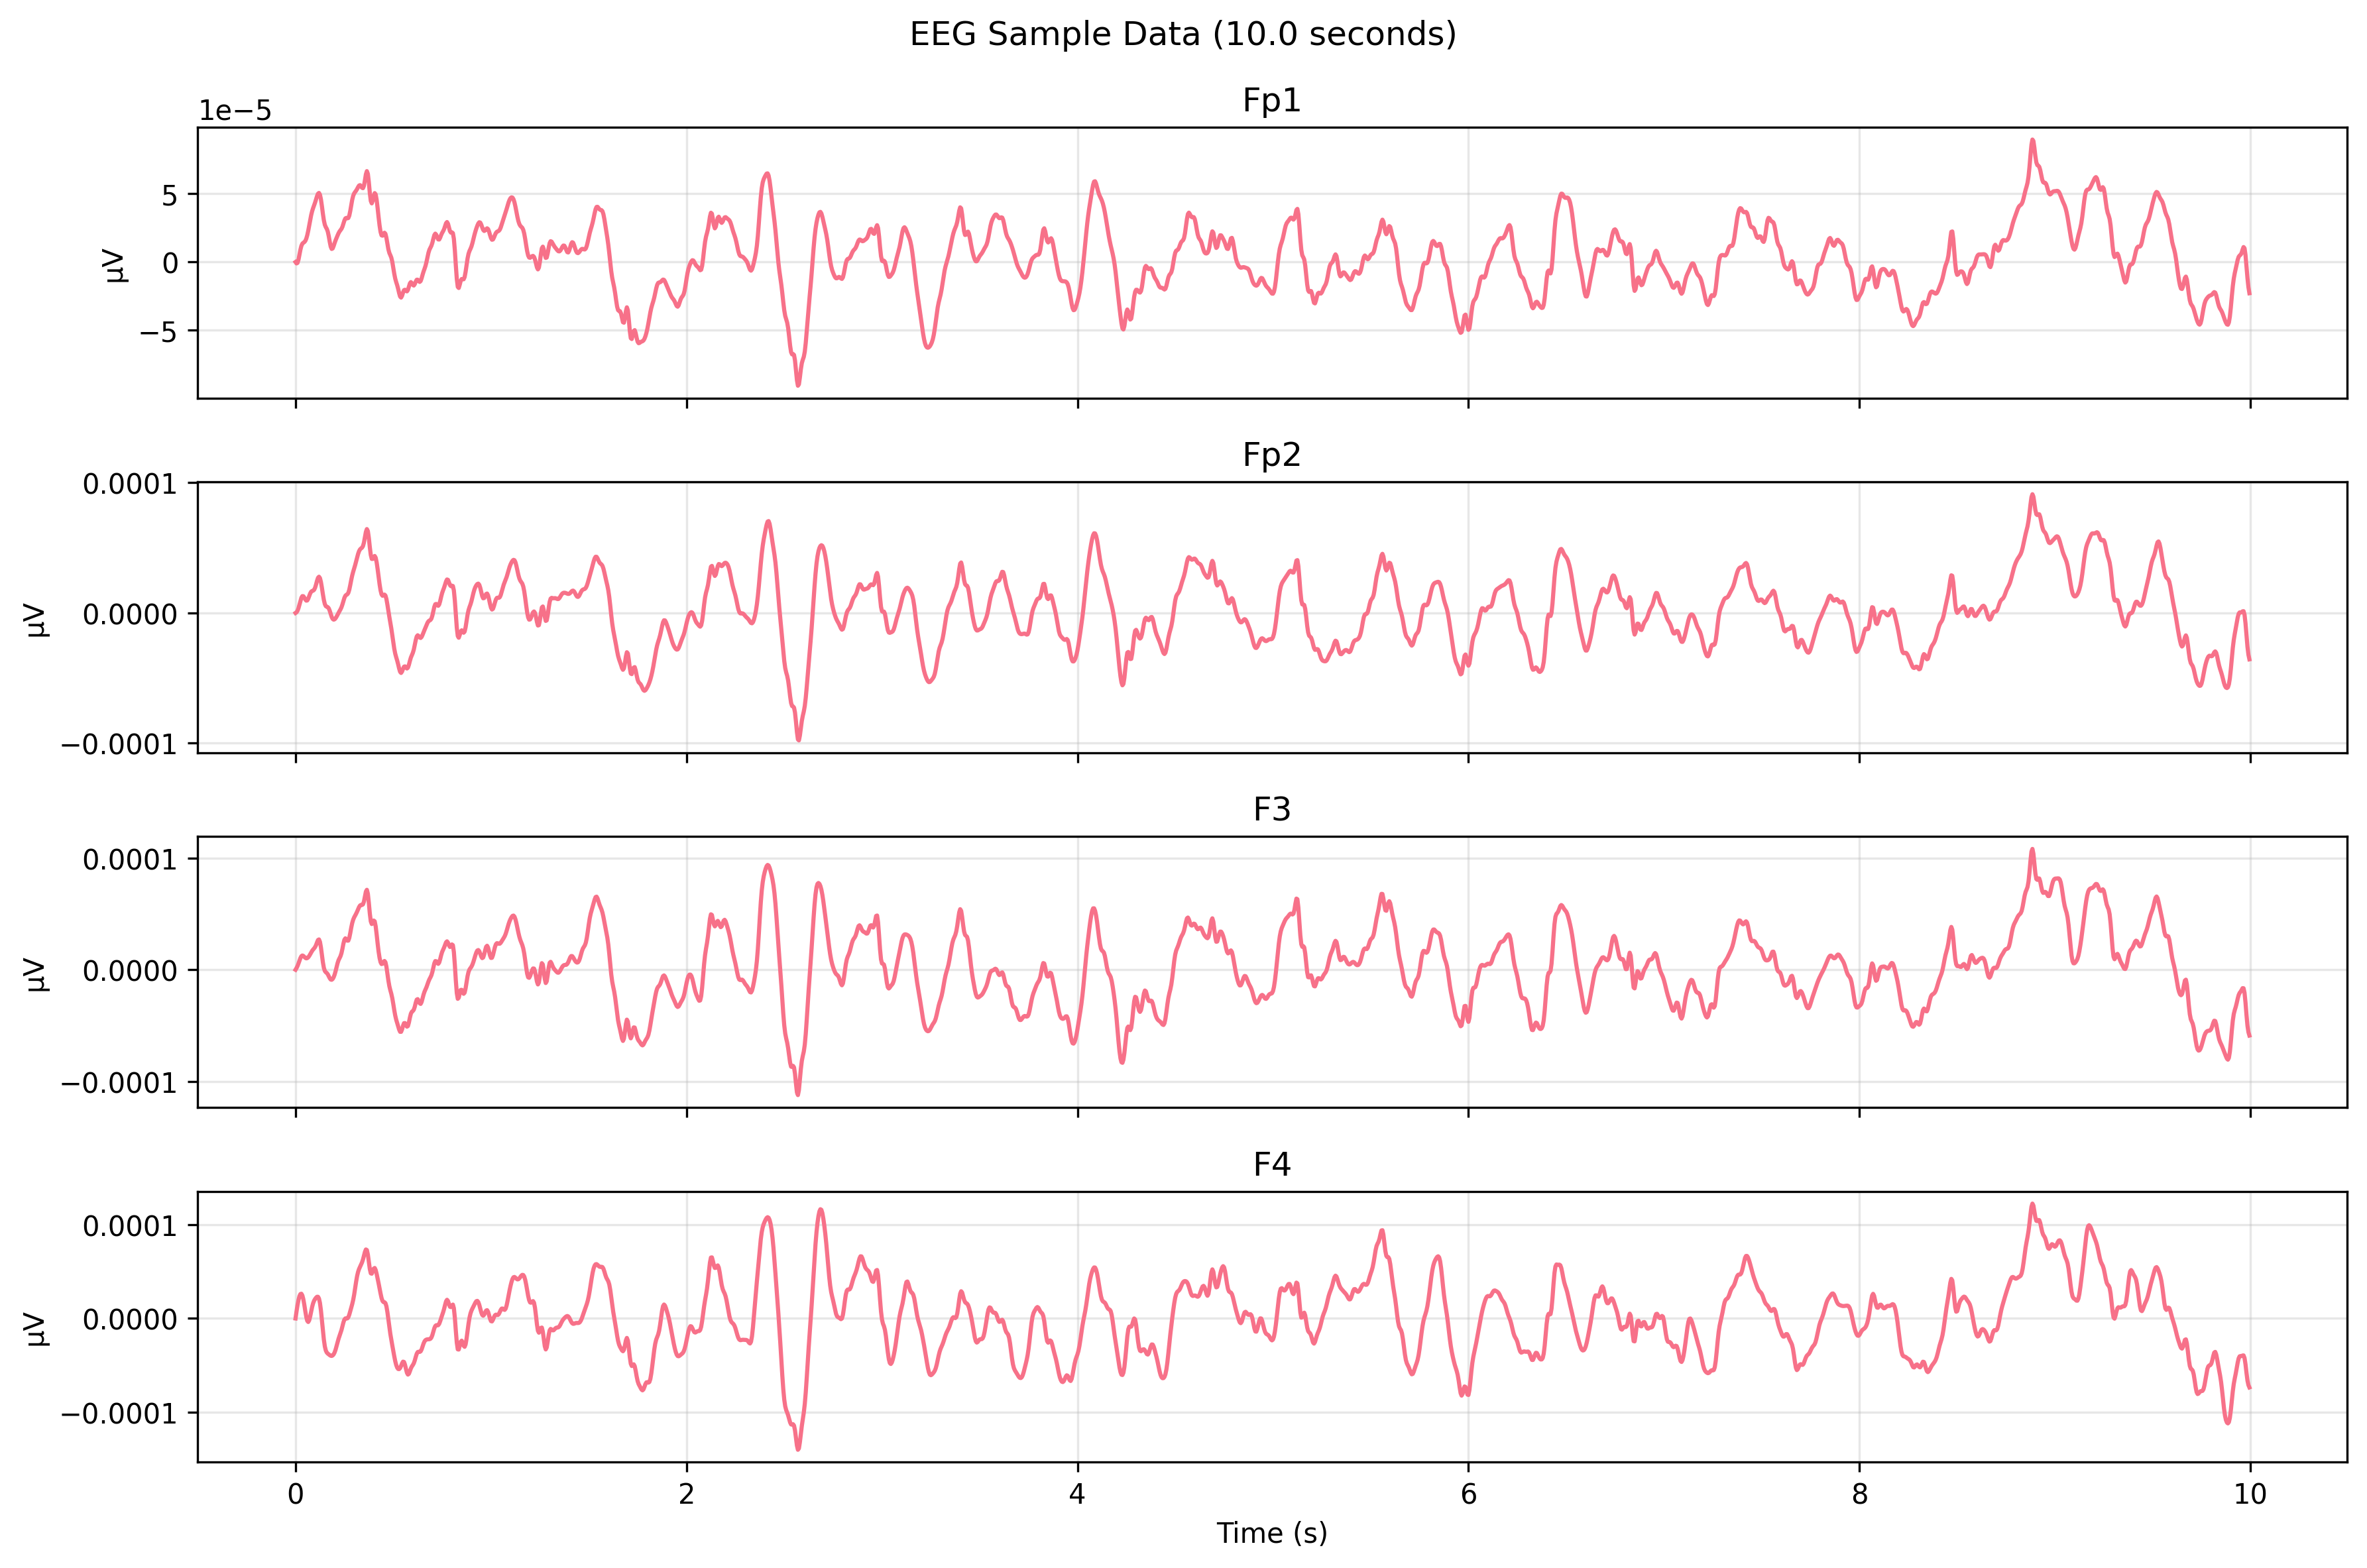 EEG Sample Data (10.0 seconds)
Fp1
1e−5
5
0
−5
µV
Fp2
0.0001
0.0000
−0.0001
µV
F3
0.0001
0.0000
−0.0001
µV
F4
0.0001
0.0000
−0.0001
µV
0 2 4 6 8 10
Time (s)